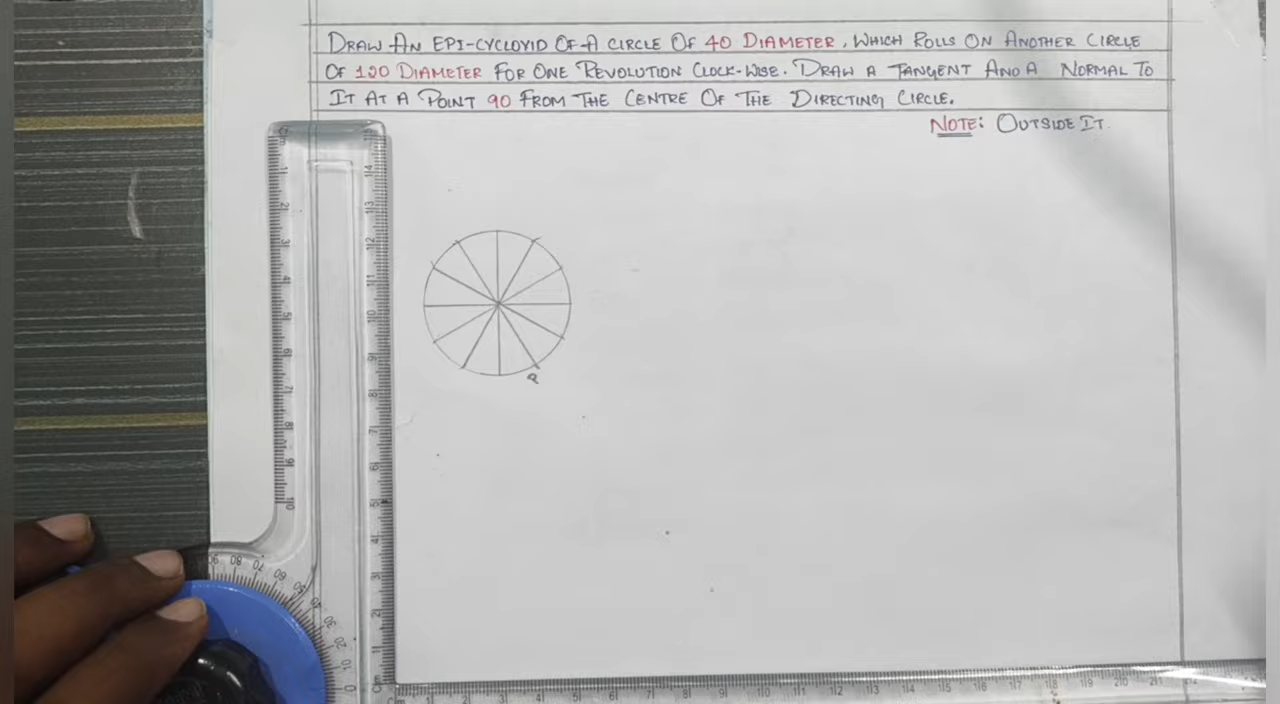 DRAW AN EPI-CYCLOYID OF A CIRCLE OF 40 DIAMETER, WHICH ROLLS ON ANOTHER CIRCLE
OF 120 DIAMETER FOR ONE REVOLUTION CLOCK-WISE. DRAW A TANGENT AND A NORMAL TO
IT AT A POINT 90 FROM THE CENTRE OF THE DIRECTING CIRCLE.
NOTE: OUTSIDE IT.
P